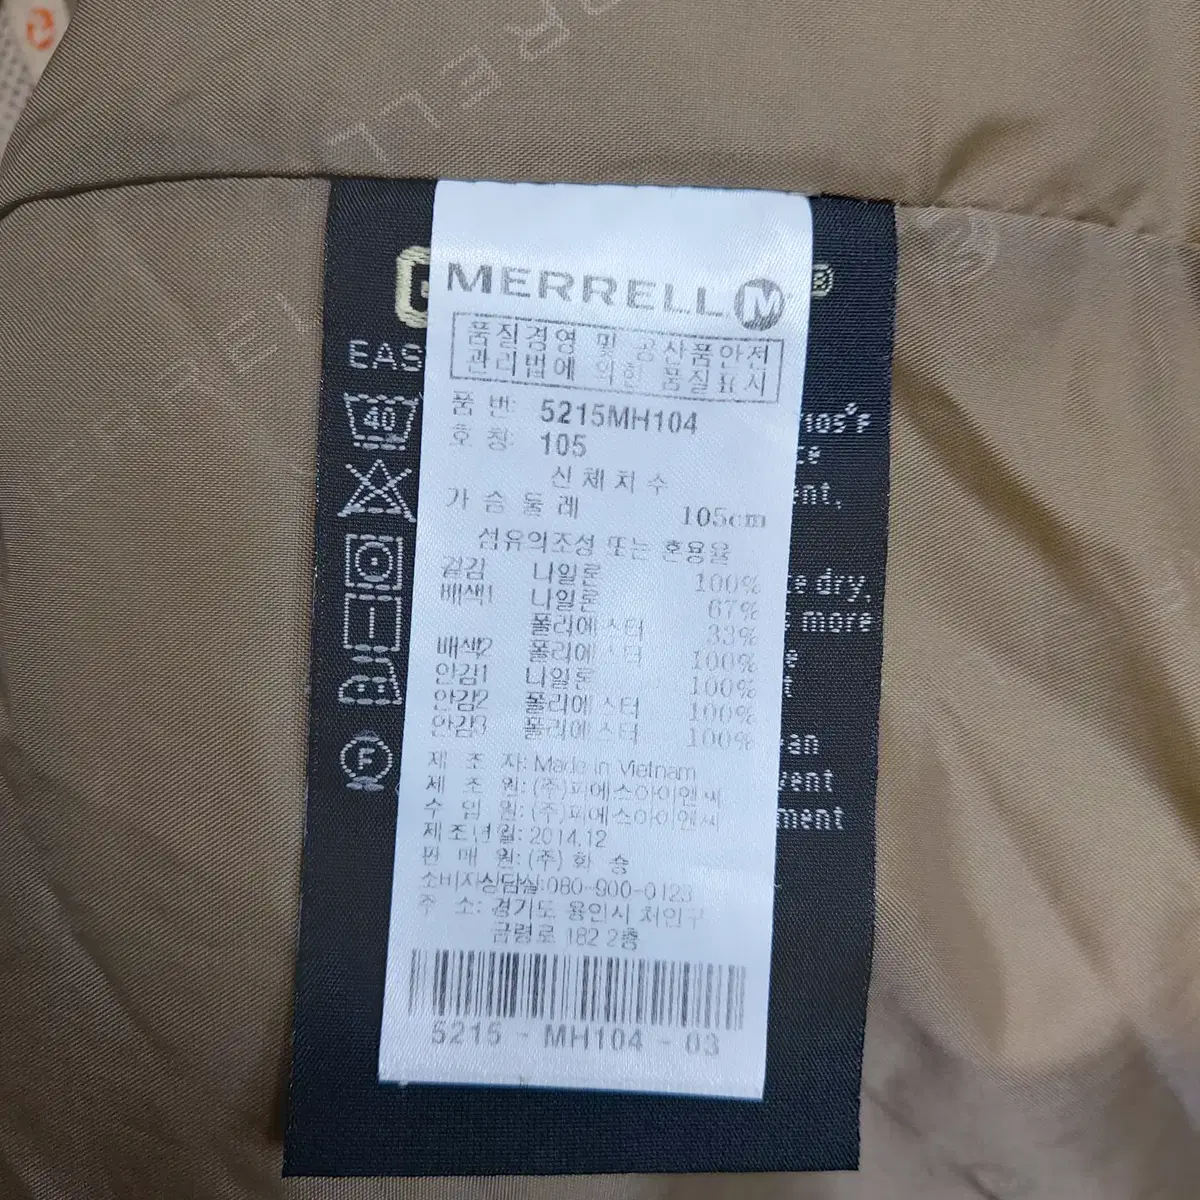 MERRELL
MERRELL M
품질경영 및 공산품안전
관리법에 의한 품질표시
품 번: 5215MH104
호 칭: 105
신체치수
가슴둘레 105cm
섬유의조성 또는 혼용율
겉감 나일론 100%
배색1 나일론 67%
폴리에스터 33%
배색2 폴리에스터 100%
안감1 나일론 100%
안감2 폴리에스터 100%
안감3 폴리에스터 100%
제 조 자: Made in Vietnam
제 조 원: (주)피에스아이앤씨
수 입 원: (주)피에스아이앤씨
제조년월: 2014.12
판 매 원: (주) 화 승
소비자상담실:080-900-0123
주 소: 경기도 용인시 처인구
금령로 182 2층
5215 - MH104 - 03
EAS
40
F
105°F
ent,
e dry,
more
an
vent
ment